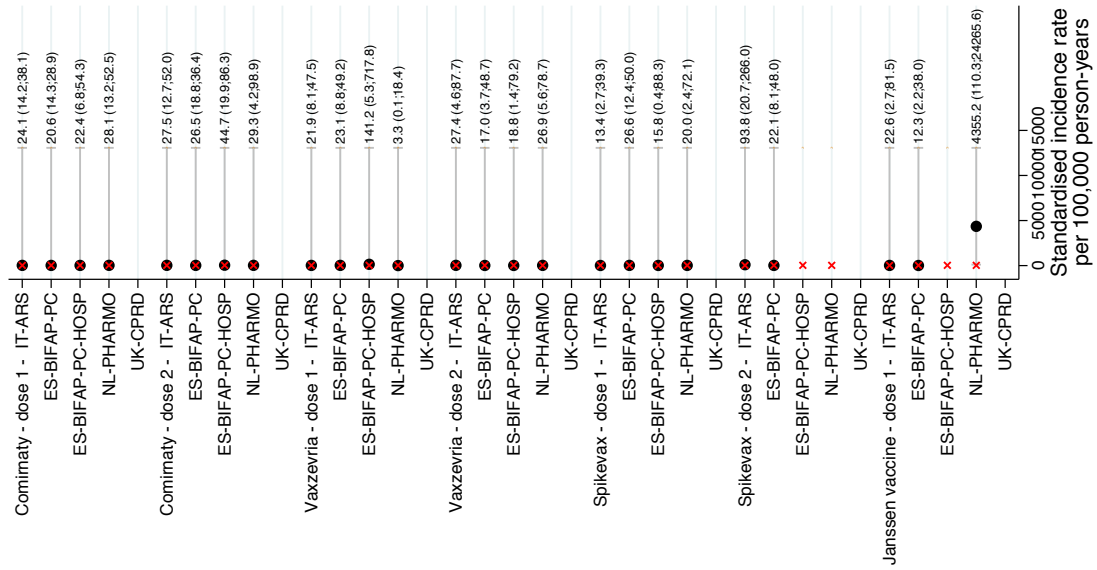 Comirnaty - dose 1 - IT-ARS 24.1 (14.2;38.1)
ES-BIFAP-PC 20.6 (14.3;28.9)
ES-BIFAP-PC-HOSP 22.4 (6.8;54.3)
NL-PHARMO 28.1 (13.2;52.5)
UK-CPRD
Comirnaty - dose 2 - IT-ARS 27.5 (12.7;52.0)
ES-BIFAP-PC 26.5 (18.8;36.4)
ES-BIFAP-PC-HOSP 44.7 (19.9;86.3)
NL-PHARMO 29.3 (4.2;98.9)
UK-CPRD
Vaxzevria - dose 1 - IT-ARS 21.9 (8.1;47.5)
ES-BIFAP-PC 23.1 (8.8;49.2)
ES-BIFAP-PC-HOSP 141.2 (5.3;717.8)
NL-PHARMO 3.3 (0.1;18.4)
UK-CPRD
Vaxzevria - dose 2 - IT-ARS 27.4 (4.6;87.7)
ES-BIFAP-PC 17.0 (3.7;48.7)
ES-BIFAP-PC-HOSP 18.8 (1.4;79.2)
NL-PHARMO 26.9 (5.6;78.7)
UK-CPRD
Spikevax - dose 1 - IT-ARS 13.4 (2.7;39.3)
ES-BIFAP-PC 26.6 (12.4;50.0)
ES-BIFAP-PC-HOSP 15.8 (0.4;88.3)
NL-PHARMO 20.0 (2.4;72.1)
UK-CPRD
Spikevax - dose 2 - IT-ARS 93.8 (20.7;266.0)
ES-BIFAP-PC 22.1 (8.1;48.0)
ES-BIFAP-PC-HOSP
NL-PHARMO
UK-CPRD
Janssen vaccine - dose 1 - IT-ARS 22.6 (2.7;81.5)
ES-BIFAP-PC 12.3 (2.2;38.0)
ES-BIFAP-PC-HOSP
NL-PHARMO 4355.2 (110.3;24265.6)
UK-CPRD
0 5000 10000 15000
Standardised incidence rate
per 100,000 person-years